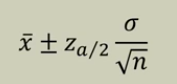 x̄ ± z_{a/2} σ/√n